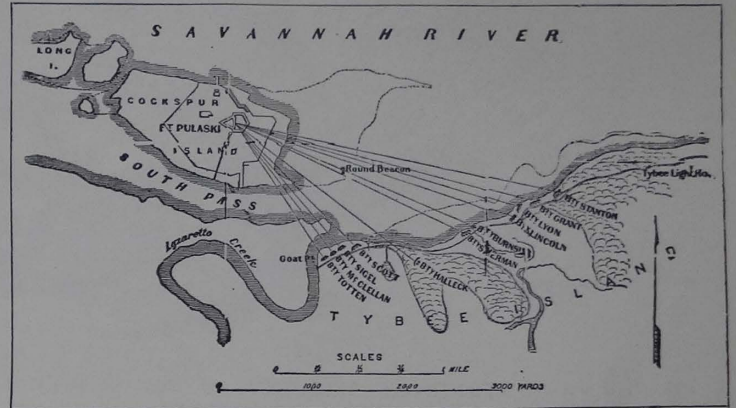 SAVANNAH RIVER
LONG
I.
COCKSPUR
FT PULASKI
ISLAND
SOUTH PASS
Round Beacon
Tybee Light Ho.
BTY STANTON
BTY GRANT
BTY LYON
BTY LINCOLN
BTY BURNSIDE
BTY SHERMAN
Lazaretto Creek
Goat Pt.
BTY SCOTT
BTY SIGEL
BTY McCLELLAN
BTY TOTTEN
BTY HALLECK
TYBEE ISLAN
SCALES
1 MILE
1000 2000 3000 YARDS